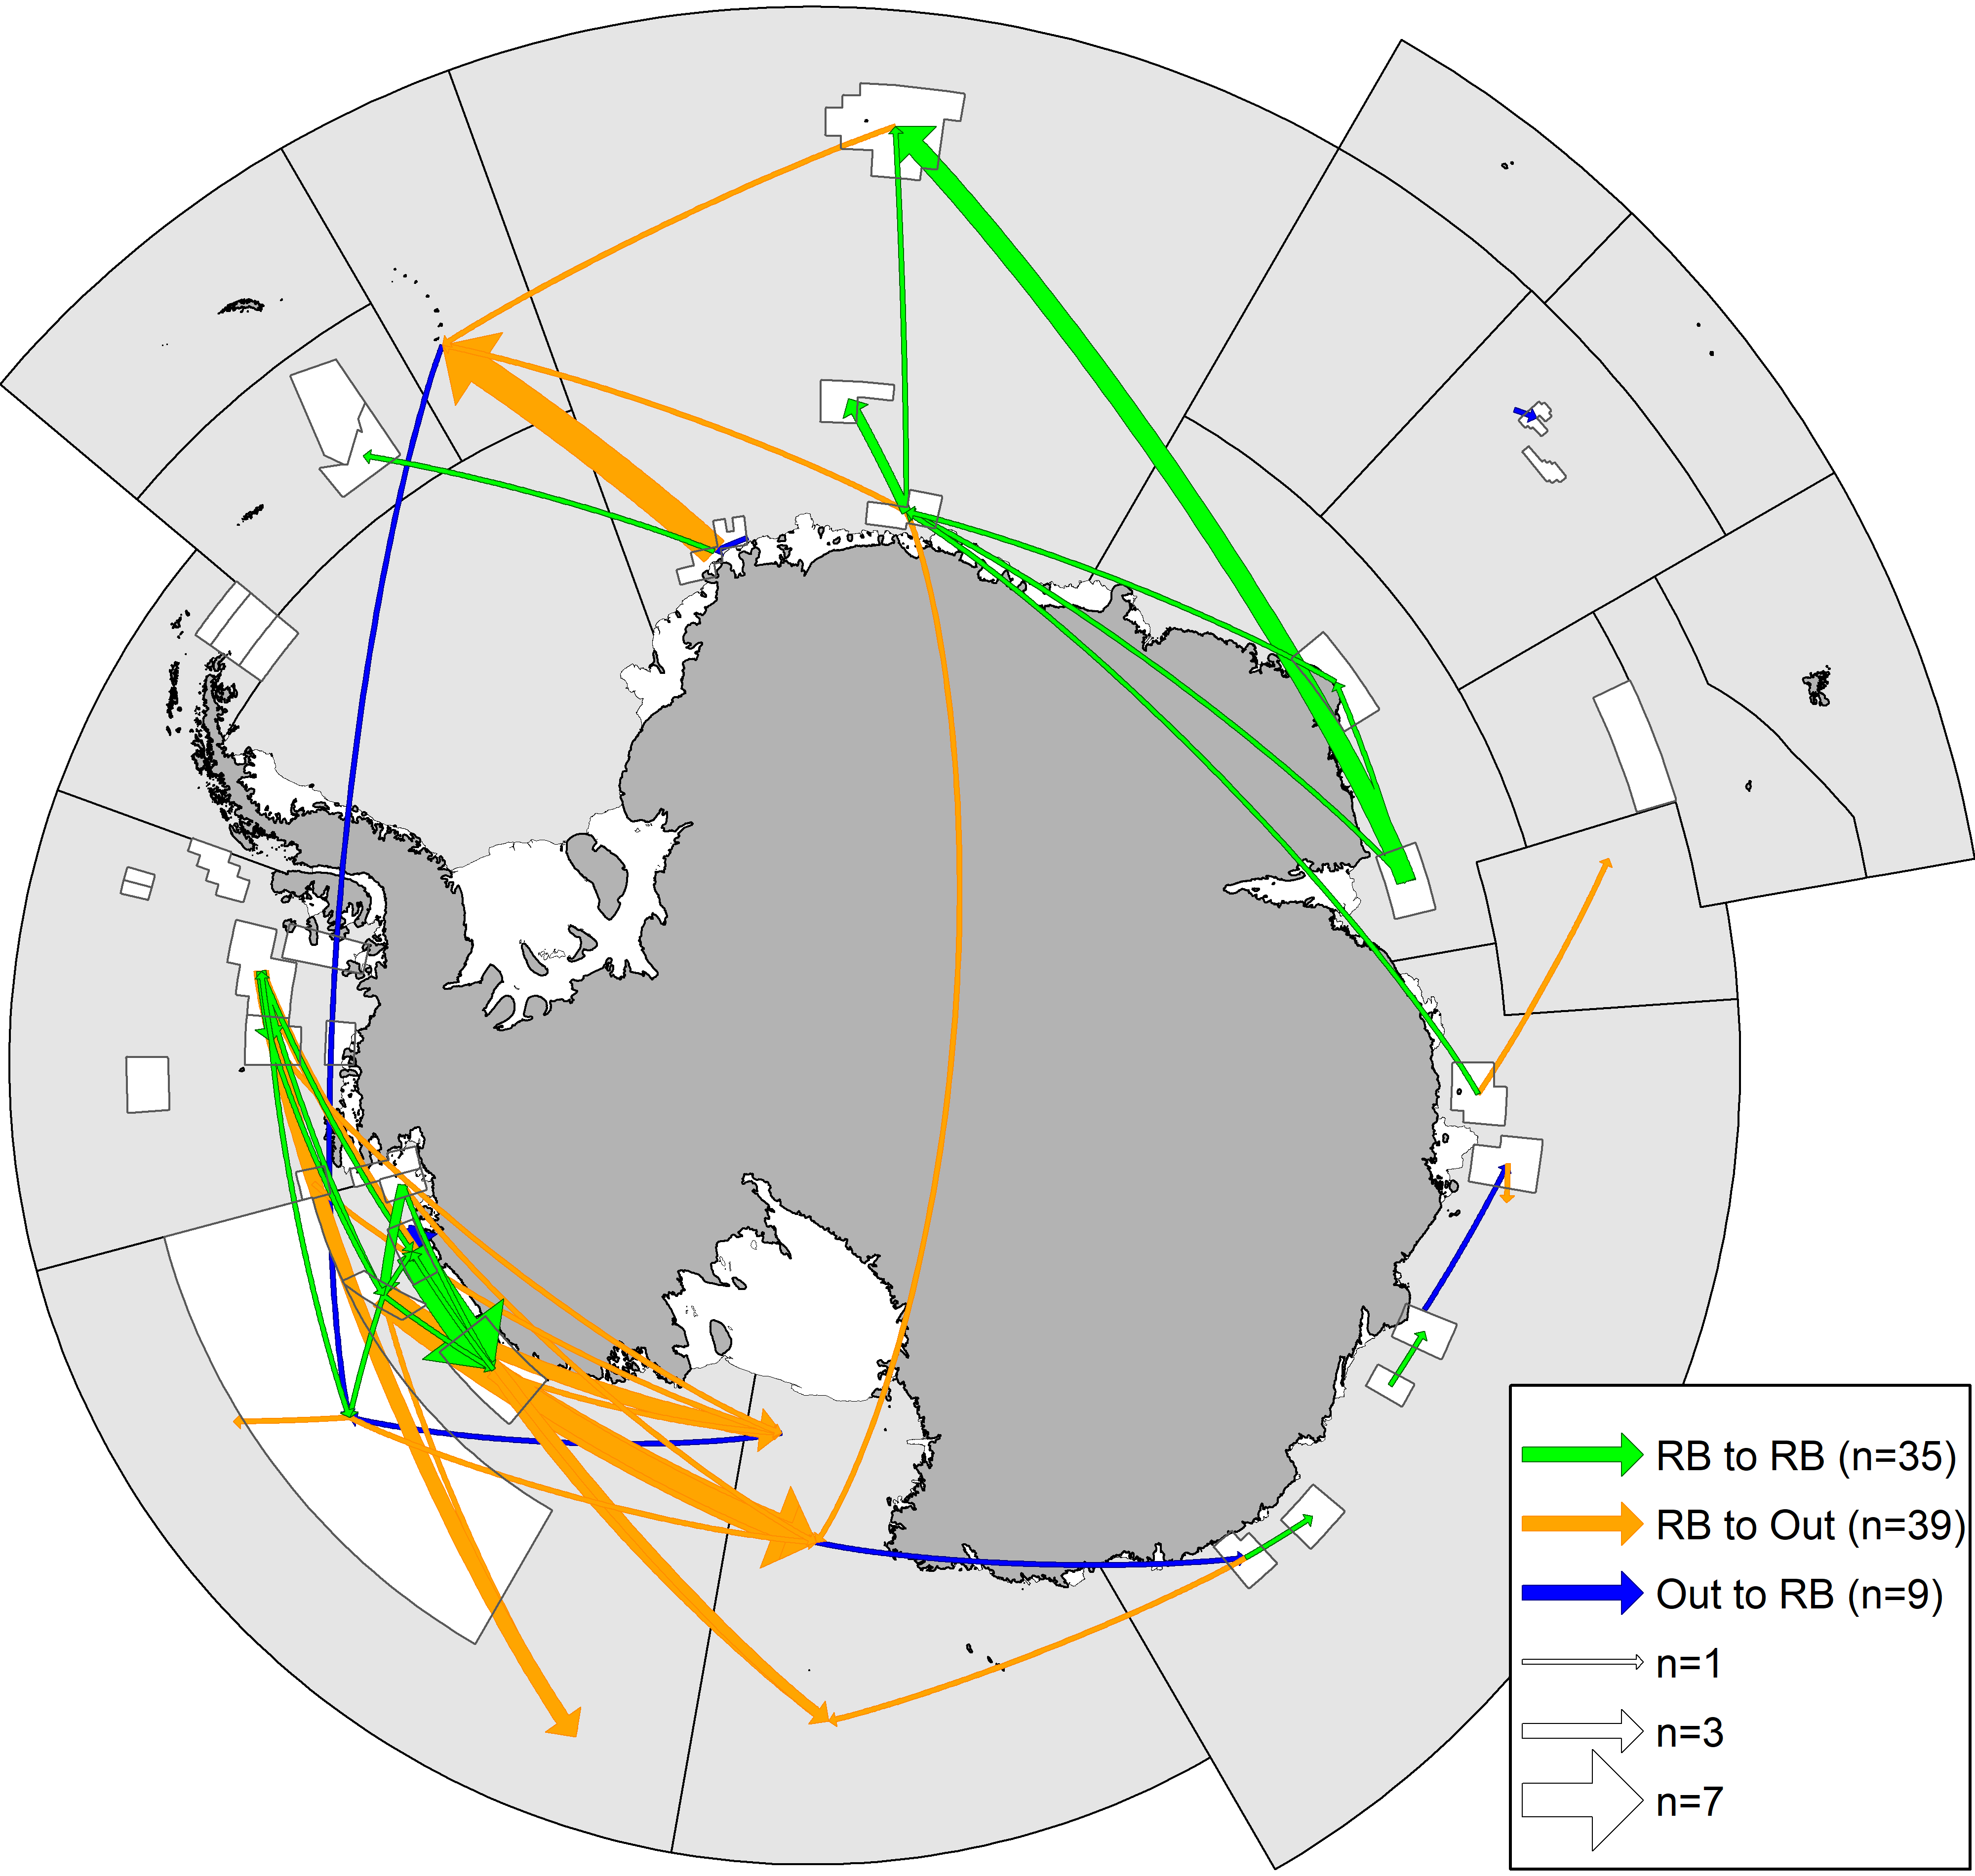 RB to RB (n=35)
RB to Out (n=39)
Out to RB (n=9)
n=1
n=3
n=7